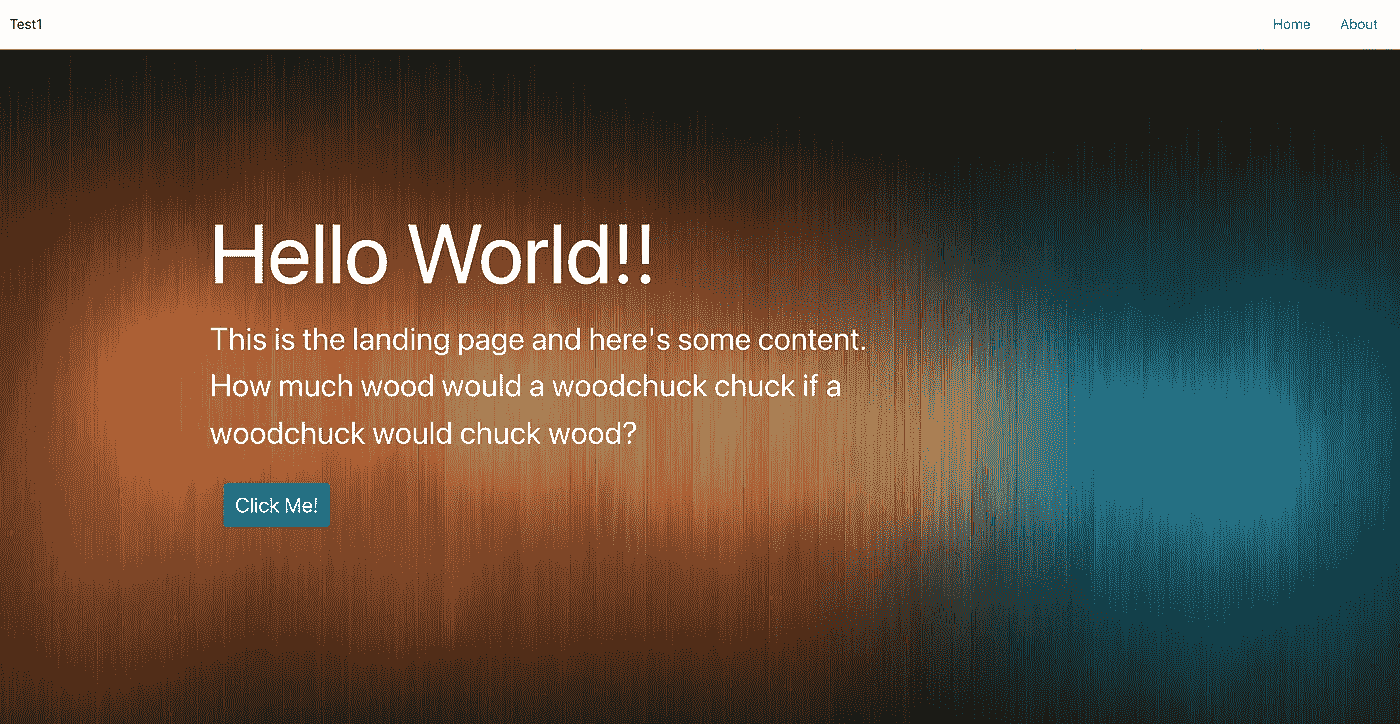 Test1
Home
About
Hello World!!
This is the landing page and here's some content.
How much wood would a woodchuck chuck if a
woodchuck would chuck wood?
Click Me!